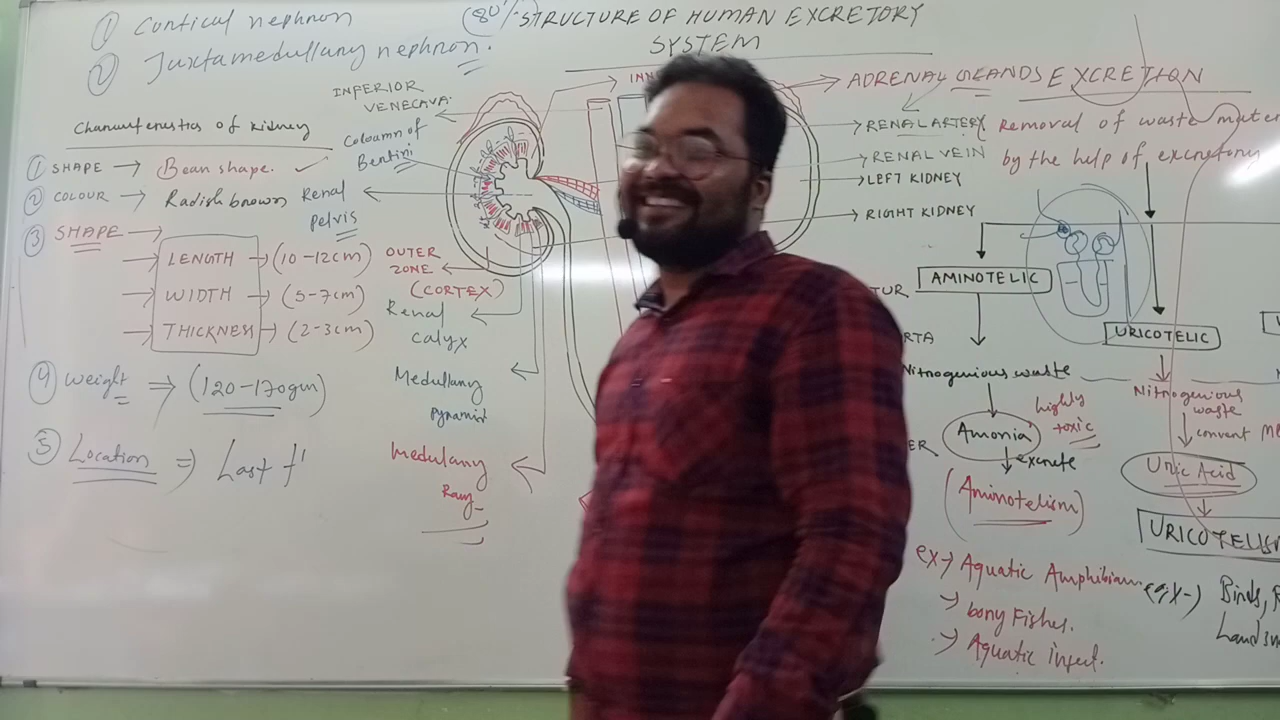 ① Cortical nephron
② Juxtamedullary nephron.
(80%)
STRUCTURE OF HUMAN EXCRETORY
SYSTEM
Characteristics of kidney
① SHAPE → Bean shape. ✓
② COLOUR → Radish brown
③ SHAPE →
→ LENGTH → (10-12cm)
→ WIDTH → (5-7cm)
→ THICKNESS → (2-3cm)
④ Weight ⇒ (120-170gm)
⑤ Location ⇒ Last
INFERIOR
VENECAVA.
Coloumn of
Bertini
Renal
pelvis
OUTER
ZONE
(CORTEX)
Renal
calyx
Medullary
Pyramid
Medulary
Ray
ADRENAL GLANDS
RENAL ARTERY
RENAL VEIN
LEFT KIDNEY
RIGHT KIDNEY
EXCRETION
Removal of waste
by the help of excretory
AMINOTELIC
Nitrogenious waste
Amonia
highly
toxic
excrete
(Aminotelism)
ex→ Aquatic Amphibian
→ bony Fishes.
→ Aquatic insect.
URICOTELIC
Nitrogenious
waste
convent
Uric Acid
URICOTELISM
e.g.x→) Birds,